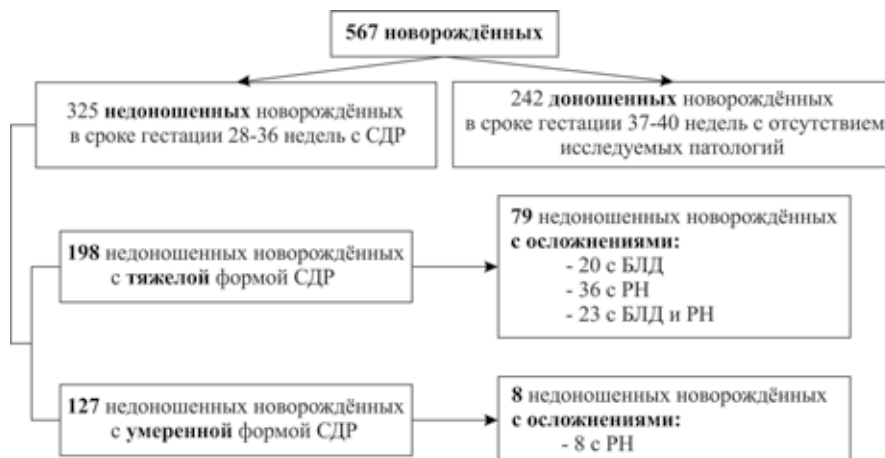 567 новорождённых
325 недоношенных новорождённых
в сроке гестации 28-36 недель с СДР
242 доношенных новорождённых
в сроке гестации 37-40 недель с отсутствием
исследуемых патологий
198 недоношенных новорождённых
с тяжелой формой СДР
79 недоношенных новорождённых
с осложнениями:
- 20 с БЛД
- 36 с РН
- 23 с БЛД и РН
127 недоношенных новорождённых
с умеренной формой СДР
8 недоношенных новорождённых
с осложнениями:
- 8 с РН